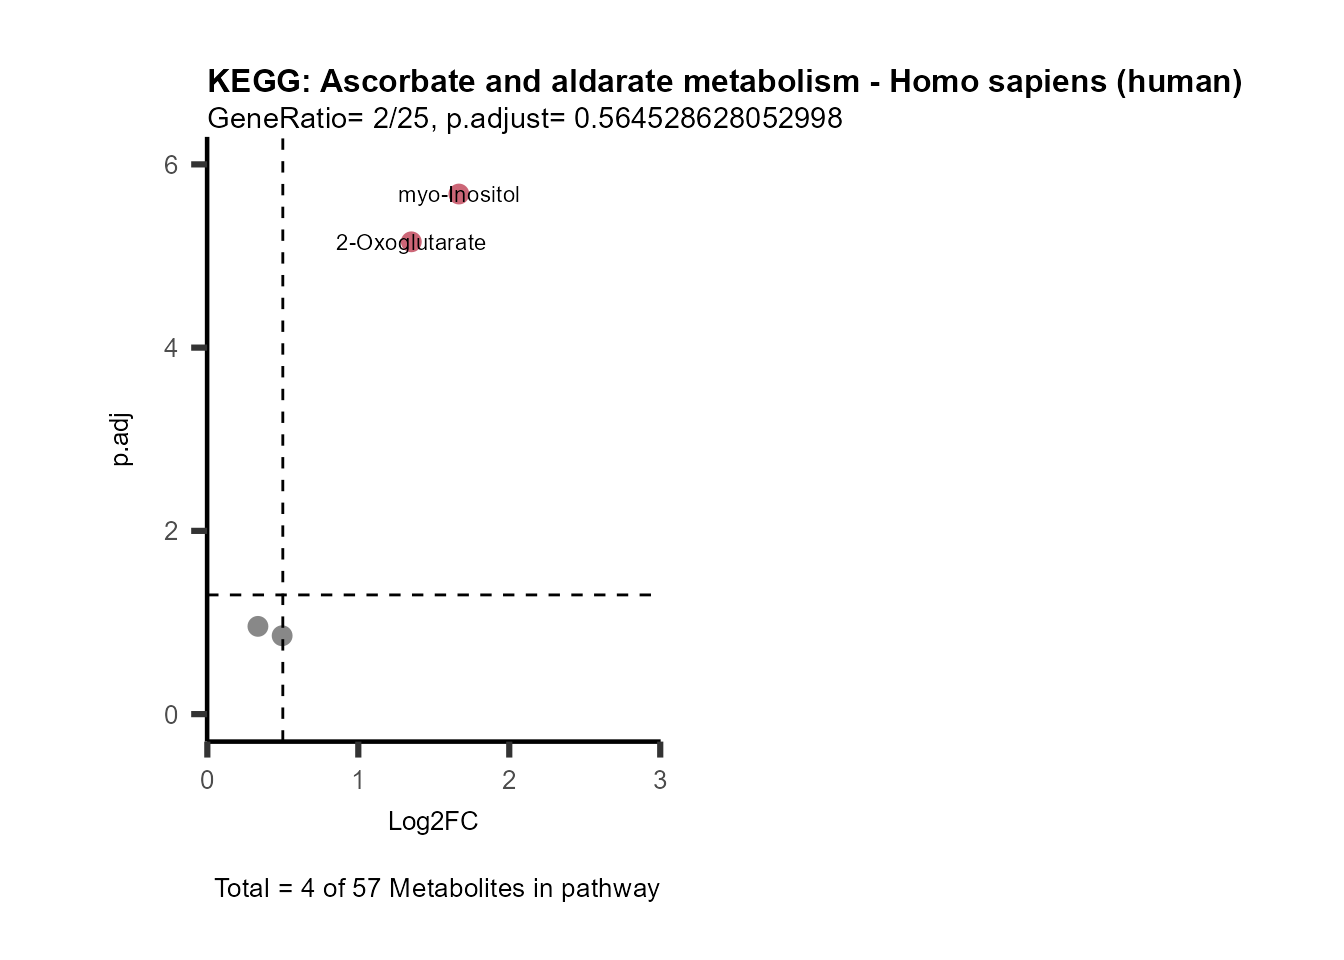 KEGG: Ascorbate and aldarate metabolism - Homo sapiens (human)
GeneRatio= 2/25, p.adjust= 0.564528628052998
6
myo-Inositol
2-Oxoglutarate
4
p.adj
2
0
0 1 2 3
Log2FC
Total = 4 of 57 Metabolites in pathway